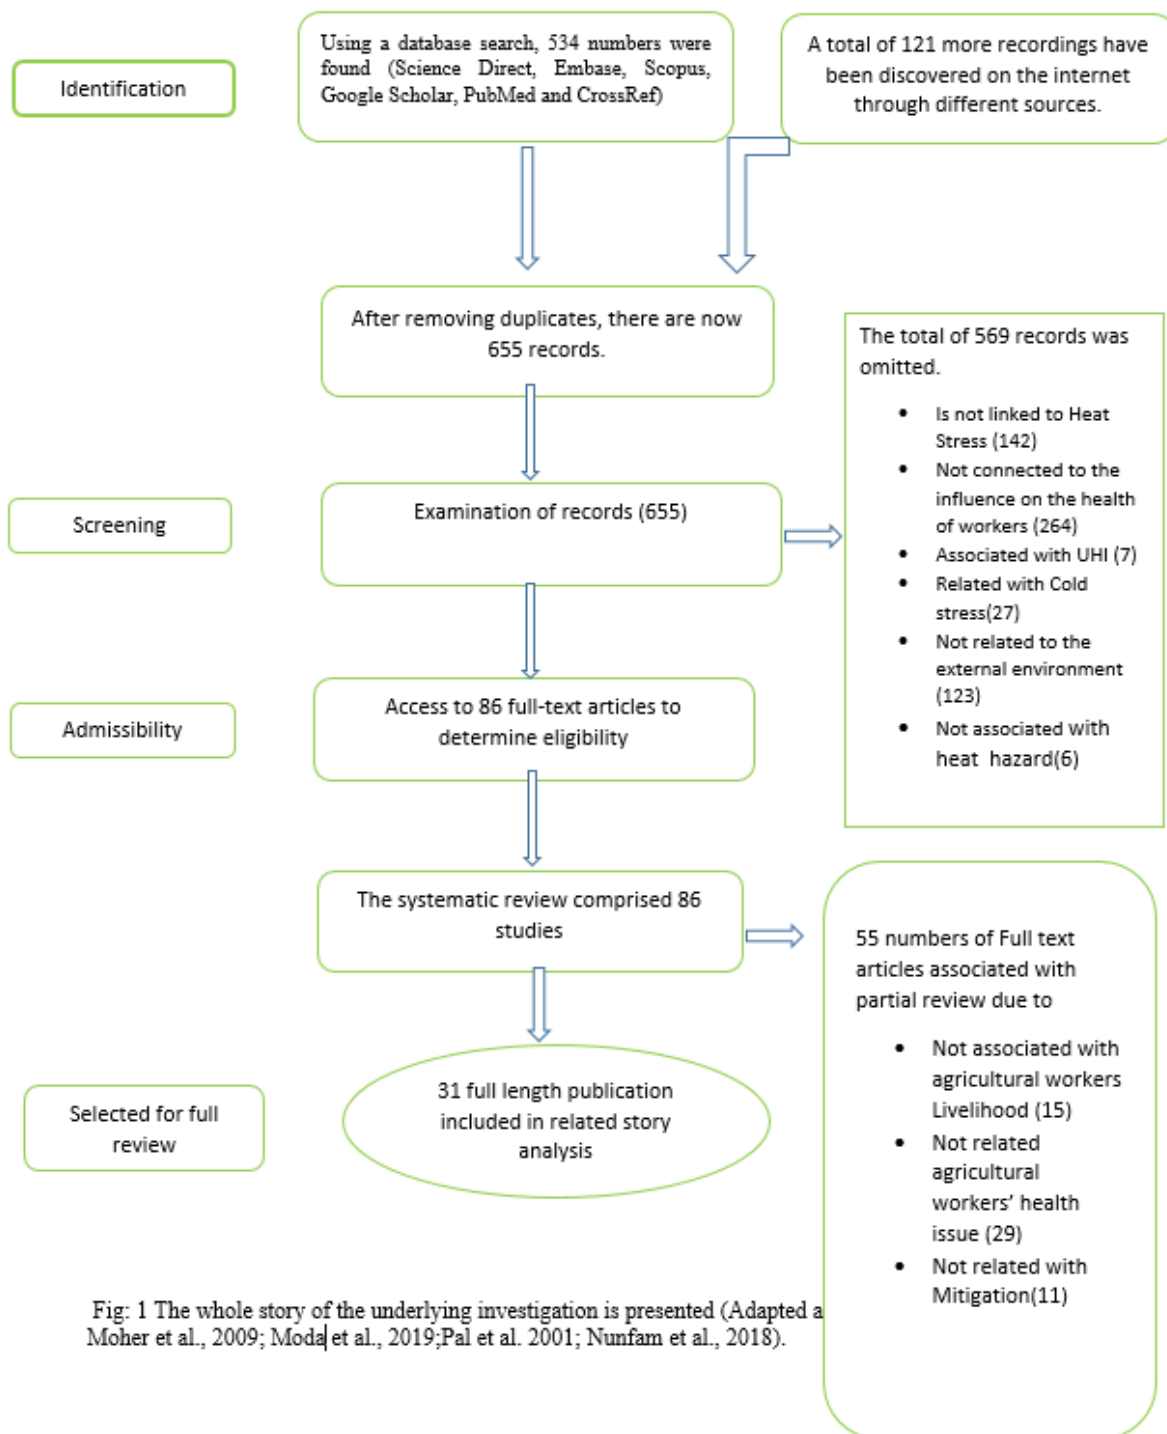 Identification
Using a database search, 534 numbers were
found (Science Direct, Embase, Scopus,
Google Scholar, PubMed and CrossRef)
A total of 121 more recordings have
been discovered on the internet
through different sources.
After removing duplicates, there are now
655 records.
The total of 569 records was
omitted.
• Is not linked to Heat
Stress (142)
• Not connected to the
influence on the health
of workers (264)
• Associated with UHI (7)
• Related with Cold
stress(27)
• Not related to the
external environment
(123)
• Not associated with
heat hazard(6)
Screening
Examination of records (655)
Admissibility
Access to 86 full-text articles to
determine eligibility
The systematic review comprised 86
studies
55 numbers of Full text
articles associated with
partial review due to
• Not associated with
agricultural workers
Livelihood (15)
• Not related
agricultural
workers’ health
issue (29)
• Not related with
Mitigation(11)
Selected for full
review
31 full length publication
included in related story
analysis
Fig: 1 The whole story of the underlying investigation is presented (Adapted a
Moher et al., 2009; Moda et al., 2019;Pal et al. 2001; Nunfam et al., 2018).